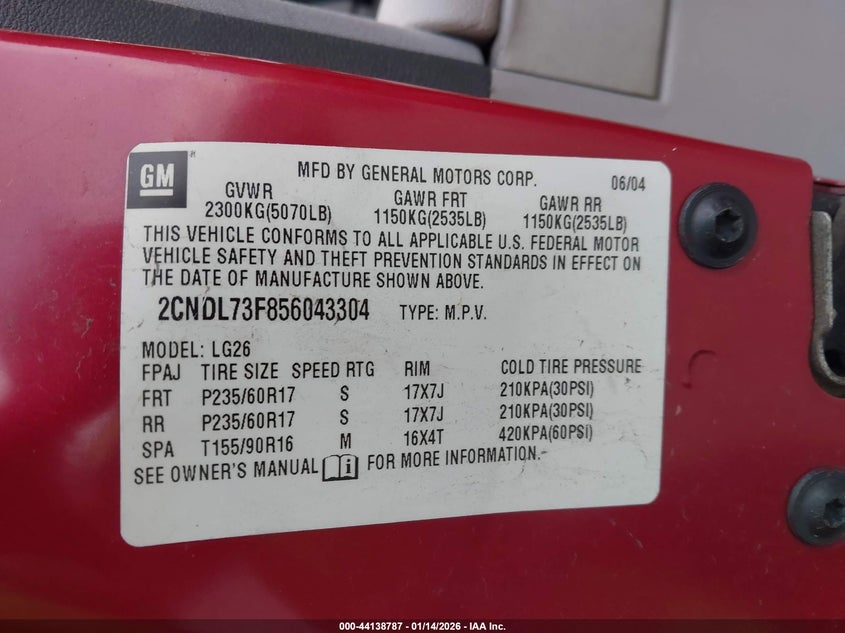 GM
MFD BY GENERAL MOTORS CORP. 06/04
GVWR GAWR FRT GAWR RR
2300KG(5070LB) 1150KG(2535LB) 1150KG(2535LB)
THIS VEHICLE CONFORMS TO ALL APPLICABLE U.S. FEDERAL MOTOR
VEHICLE SAFETY AND THEFT PREVENTION STANDARDS IN EFFECT ON
THE DATE OF MANUFACTURE SHOWN ABOVE.
2CNDL73F856043304 TYPE: M.P.V.
MODEL: LG26
FPAJ TIRE SIZE SPEED RTG RIM COLD TIRE PRESSURE
FRT P235/60R17 S 17X7J 210KPA(30PSI)
RR P235/60R17 S 17X7J 210KPA(30PSI)
SPA T155/90R16 M 16X4T 420KPA(60PSI)
SEE OWNER'S MANUAL i FOR MORE INFORMATION.
000-44138787 - 01/14/2026 - IAA Inc.